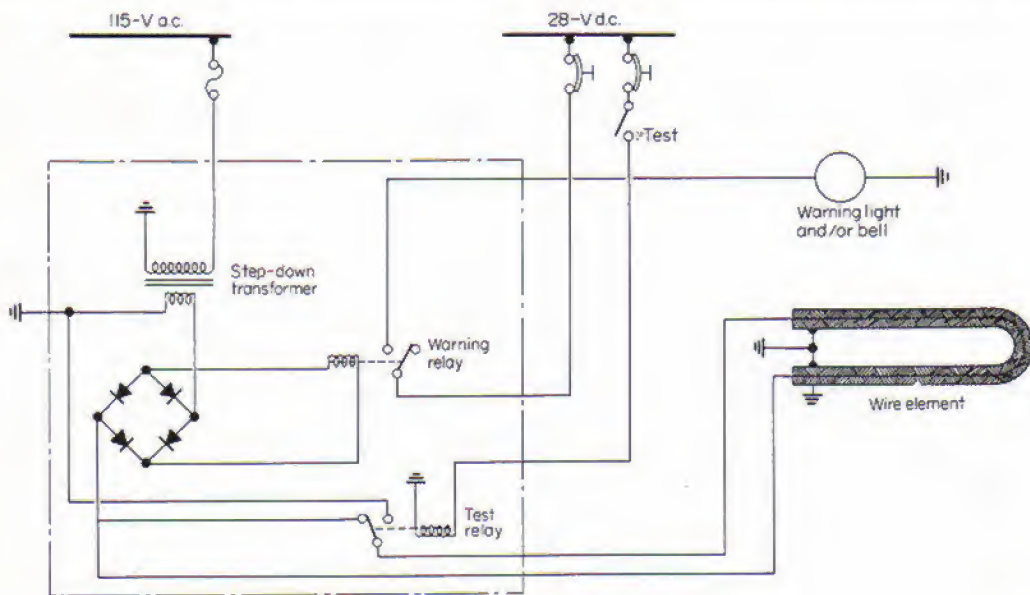 115-V a.c.
28-V d.c.
Test
Warning light
and/or bell
Step-down
transformer
Warning
relay
Wire element
Test
relay